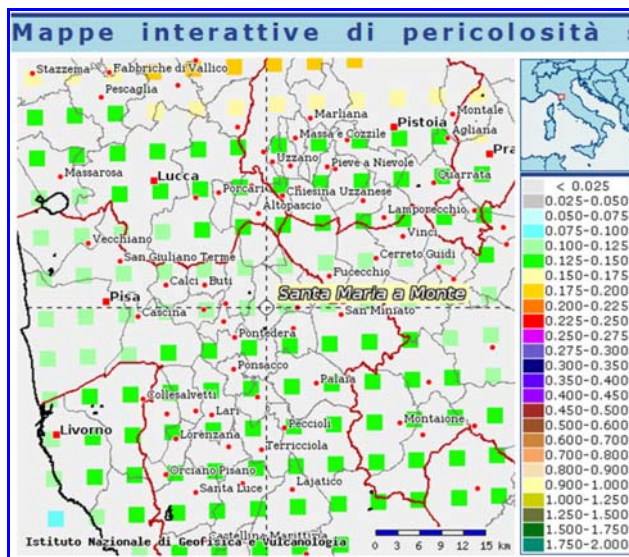 Mappe interattive di pericolosità s
Stazzema
Fabbriche di Vallico
Pescaglia
Marliana
Montale
Pistoia
Massa e Cozzile
Agliana
Pra
Uzzano
Pieve a Nievole
Massarosa
Lucca
Quarrata
Porcari
Chiesina Uzzanese
Altopascio
Lamporecchio
Vecchiano
Vinci
San Giuliano Terme
Cerreto Guidi
Calci
Buti
Fucecchio
Santa Maria a Monte
Pisa
Cascina
San Miniato
Pontedera
Ponsacco
Palaia
Collesalvetti
Lari
Peccioli
Montaione
Livorno
Lorenzana
Terricciola
Orciano Pisano
Santa Luce
Lajatico
Castellina Marittima
Istituto Nazionale di Geofisica e Vulcanologia
0 3 6 9 12 15 km
< 0.025
0.025-0.050
0.050-0.075
0.075-0.100
0.100-0.125
0.125-0.150
0.150-0.175
0.175-0.200
0.200-0.225
0.225-0.250
0.250-0.275
0.275-0.300
0.300-0.350
0.350-0.400
0.400-0.450
0.450-0.500
0.500-0.600
0.600-0.700
0.700-0.800
0.800-0.900
0.900-1.000
1.000-1.250
1.250-1.500
1.500-1.750
1.750-2.000